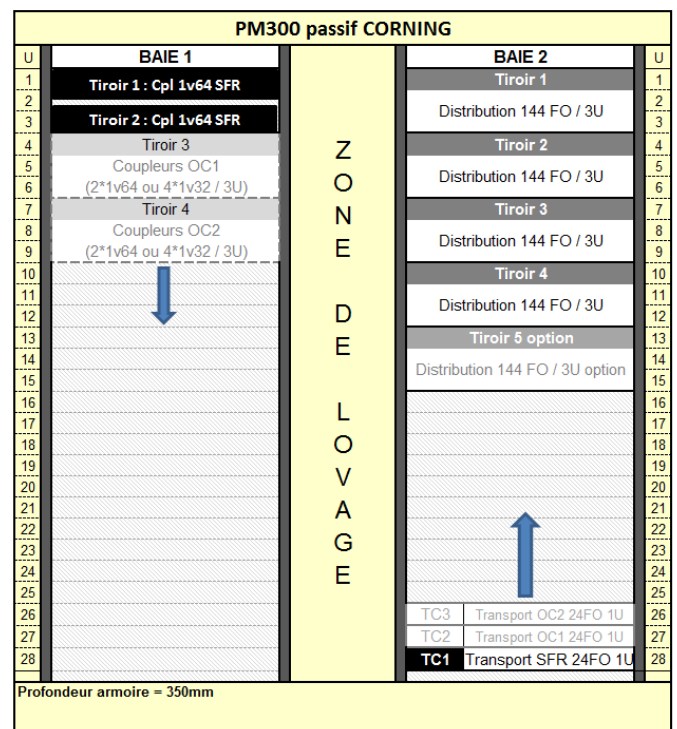 PM300 passif CORNING
U BAIE 1 BAIE 2 U
1 Tiroir 1 : Cpl 1v64 SFR Tiroir 1 1
2 Distribution 144 FO / 3U 2
3 Tiroir 2 : Cpl 1v64 SFR 3
4 Tiroir 3 Z Tiroir 2 4
5 Coupleurs OC1 Distribution 144 FO / 3U 5
6 (2*1v64 ou 4*1v32 / 3U) O 6
7 Tiroir 4 N Tiroir 3 7
8 Coupleurs OC2 Distribution 144 FO / 3U 8
9 (2*1v64 ou 4*1v32 / 3U) E 9
10 Tiroir 4 10
11 Distribution 144 FO / 3U 11
12 D 12
13 E Tiroir 5 option 13
14 Distribution 144 FO / 3U option 14
15 15
16 L 16
17 17
18 O 18
19 V 19
20 20
21 A 21
22 22
23 G 23
24 E 24
25 25
26 TC3 Transport OC2 24FO 1U 26
27 TC2 Transport OC1 24FO 1U 27
28 TC1 Transport SFR 24FO 1U 28
Profondeur armoire = 350mm